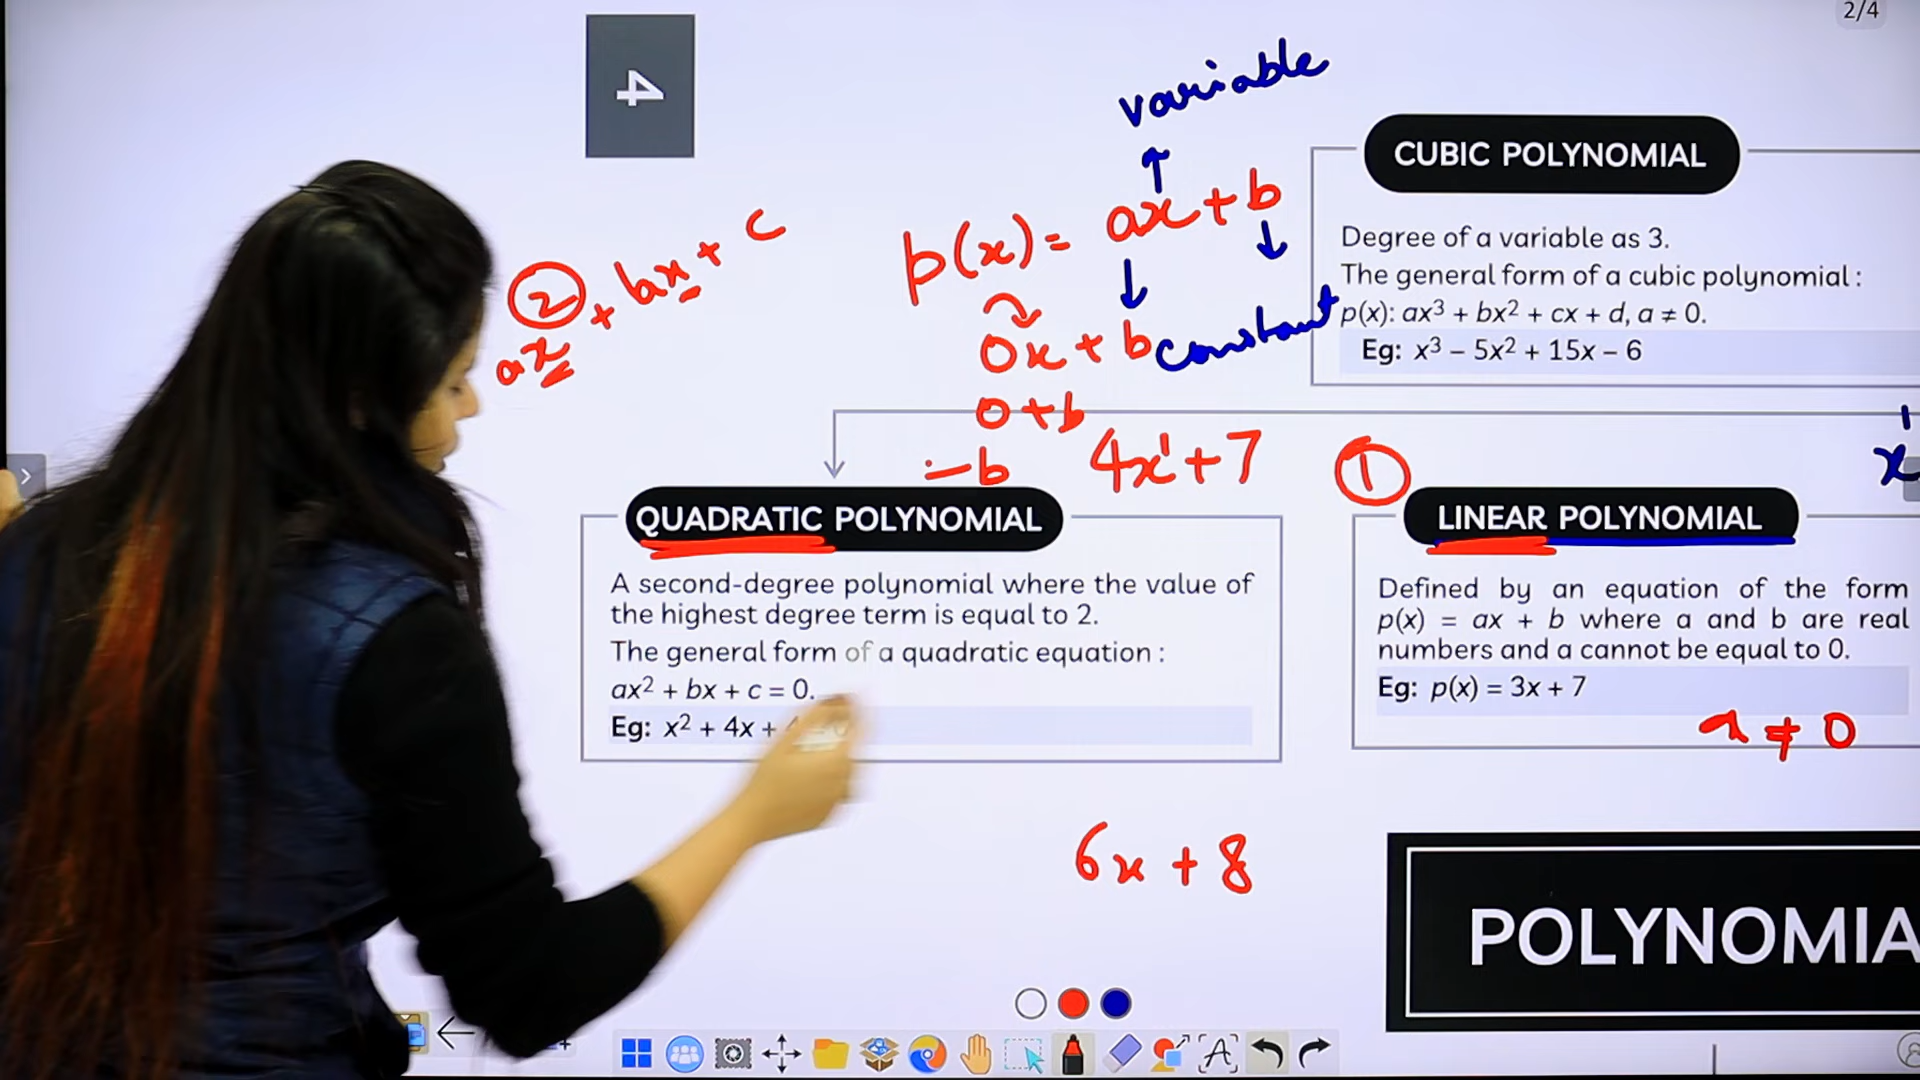 2/4
4
variable
p(x) = ax + b
constant
0x + b
0 + b
– b
4x¹ + 7
ax² + bx + c
CUBIC POLYNOMIAL
Degree of a variable as 3.
The general form of a cubic polynomial :
p(x): ax³ + bx² + cx + d, a ≠ 0.
Eg: x³ – 5x² + 15x – 6
x¹
QUADRATIC POLYNOMIAL
A second-degree polynomial where the value of
the highest degree term is equal to 2.
The general form of a quadratic equation :
ax² + bx + c = 0.
Eg: x² + 4x +
1
LINEAR POLYNOMIAL
Defined by an equation of the form
p(x) = ax + b where a and b are real
numbers and a cannot be equal to 0.
Eg: p(x) = 3x + 7
a ≠ 0
6x + 8
POLYNOMIA